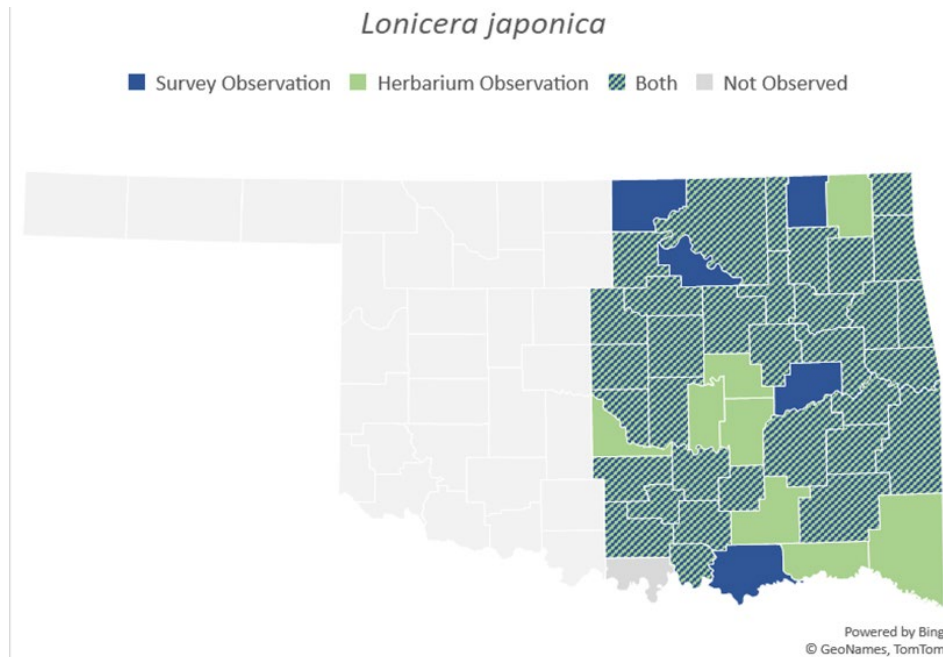 Lonicera japonica
Survey Observation Herbarium Observation Both Not Observed
Powered by Bing
© GeoNames, TomTom